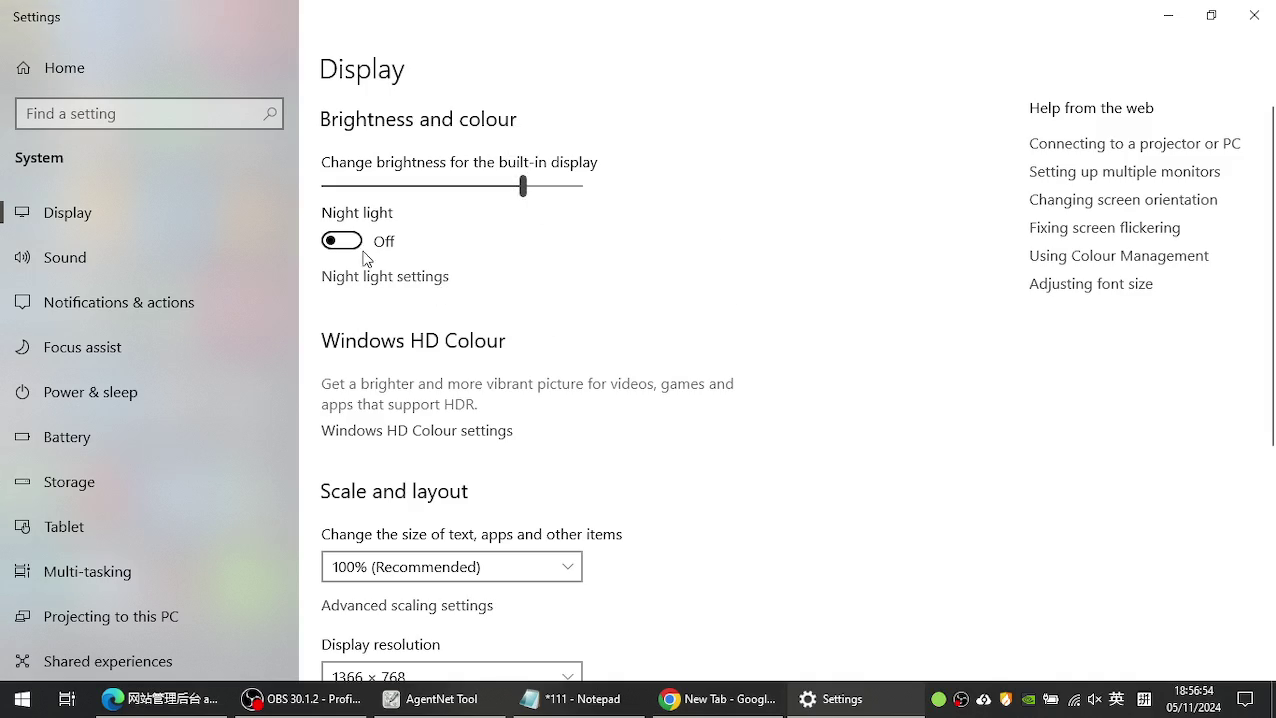 Settings
Home
Find a setting
System
Display
Sound
Notifications & actions
Focus assist
Power & sleep
Battery
Storage
Tablet
Multi-tasking
Projecting to this PC
Shared experiences
Display
Brightness and colour
Change brightness for the built-in display
Night light
Off
Night light settings
Windows HD Colour
Get a brighter and more vibrant picture for videos, games and
apps that support HDR.
Windows HD Colour settings
Scale and layout
Change the size of text, apps and other items
100% (Recommended)
Advanced scaling settings
Display resolution
1366 × 768
Help from the web
Connecting to a projector or PC
Setting up multiple monitors
Changing screen orientation
Fixing screen flickering
Using Colour Management
Adjusting font size
网站管理后台 a...
OBS 30.1.2 - Profi...
AgentNet Tool
*111 - Notepad
New Tab - Googl...
Settings
英
18:56:54
05/11/2024